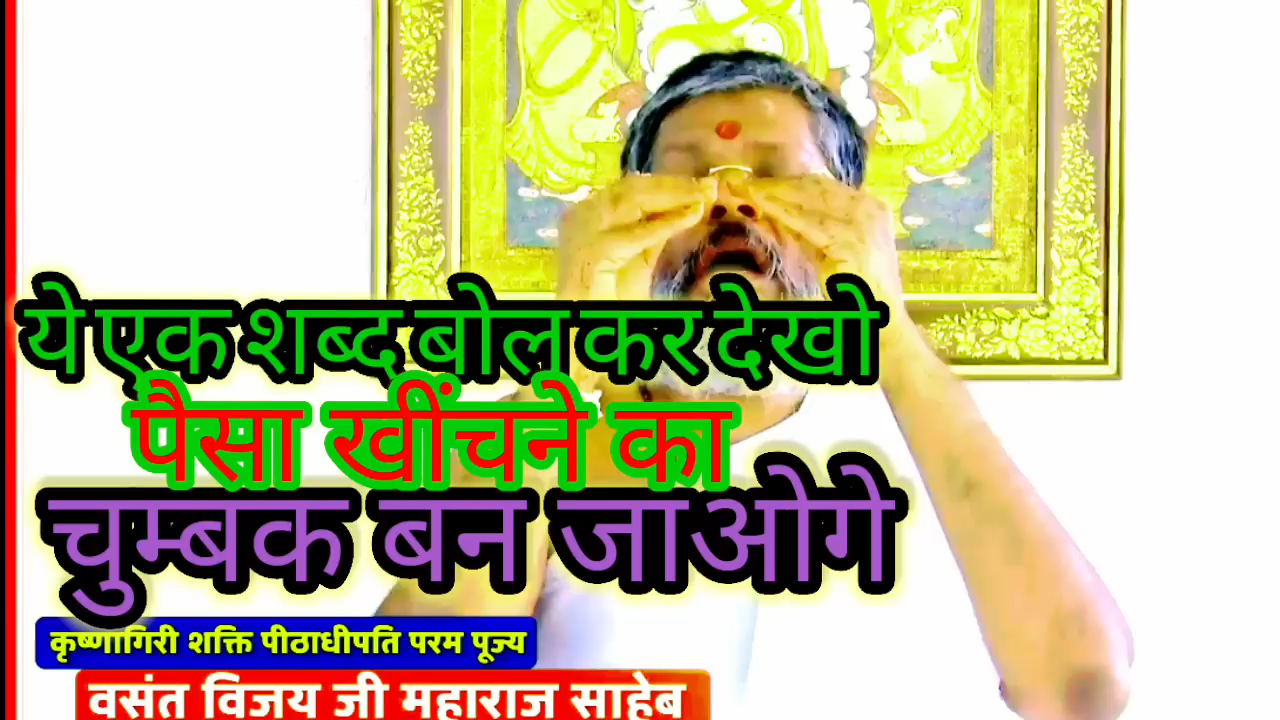 ये एक शब्द बोल कर देखो
पैसा खींचने का
चुम्बक बन जाओगे
कृष्णागिरी शक्ति पीठाधीपति परम पूज्य
वसंत विजय जी महाराज साहेब